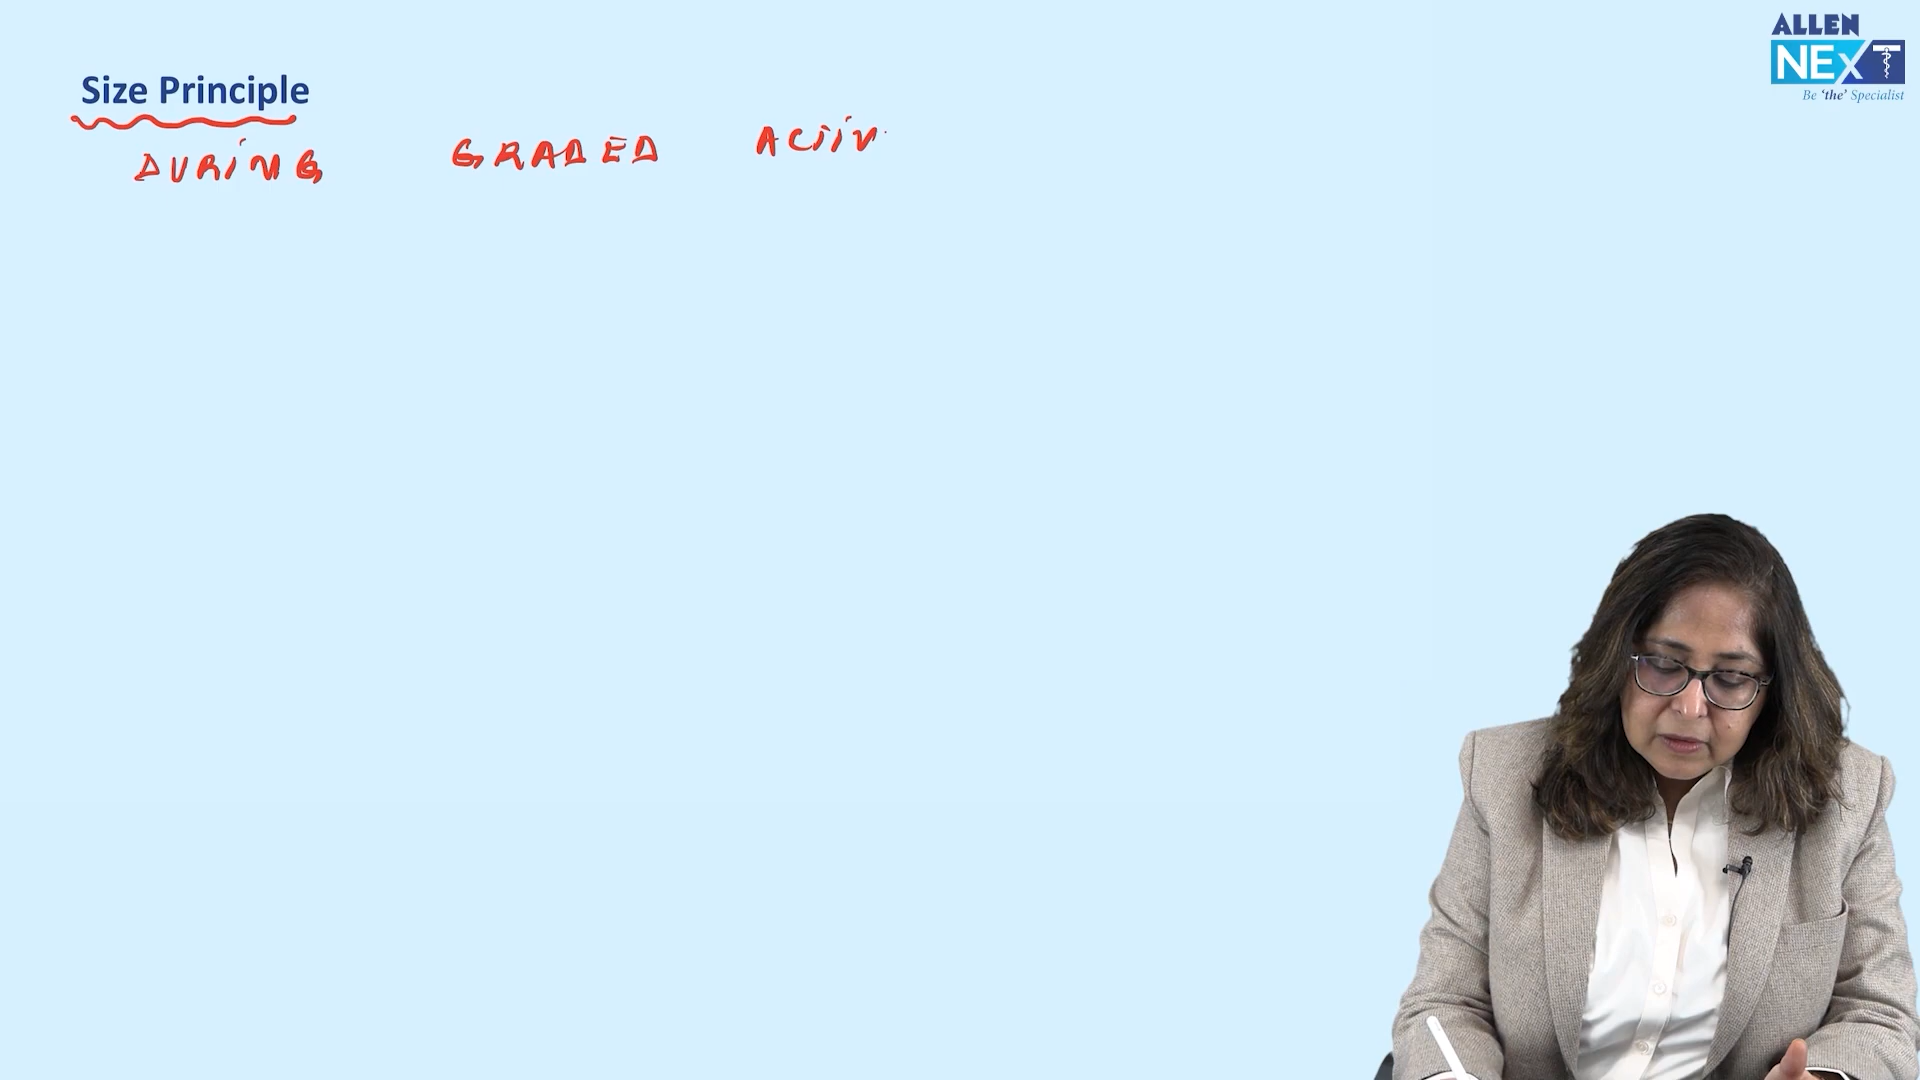 ALLEN
NEXT
Be 'the' Specialist
Size Principle
DURING GRADED ACTIV